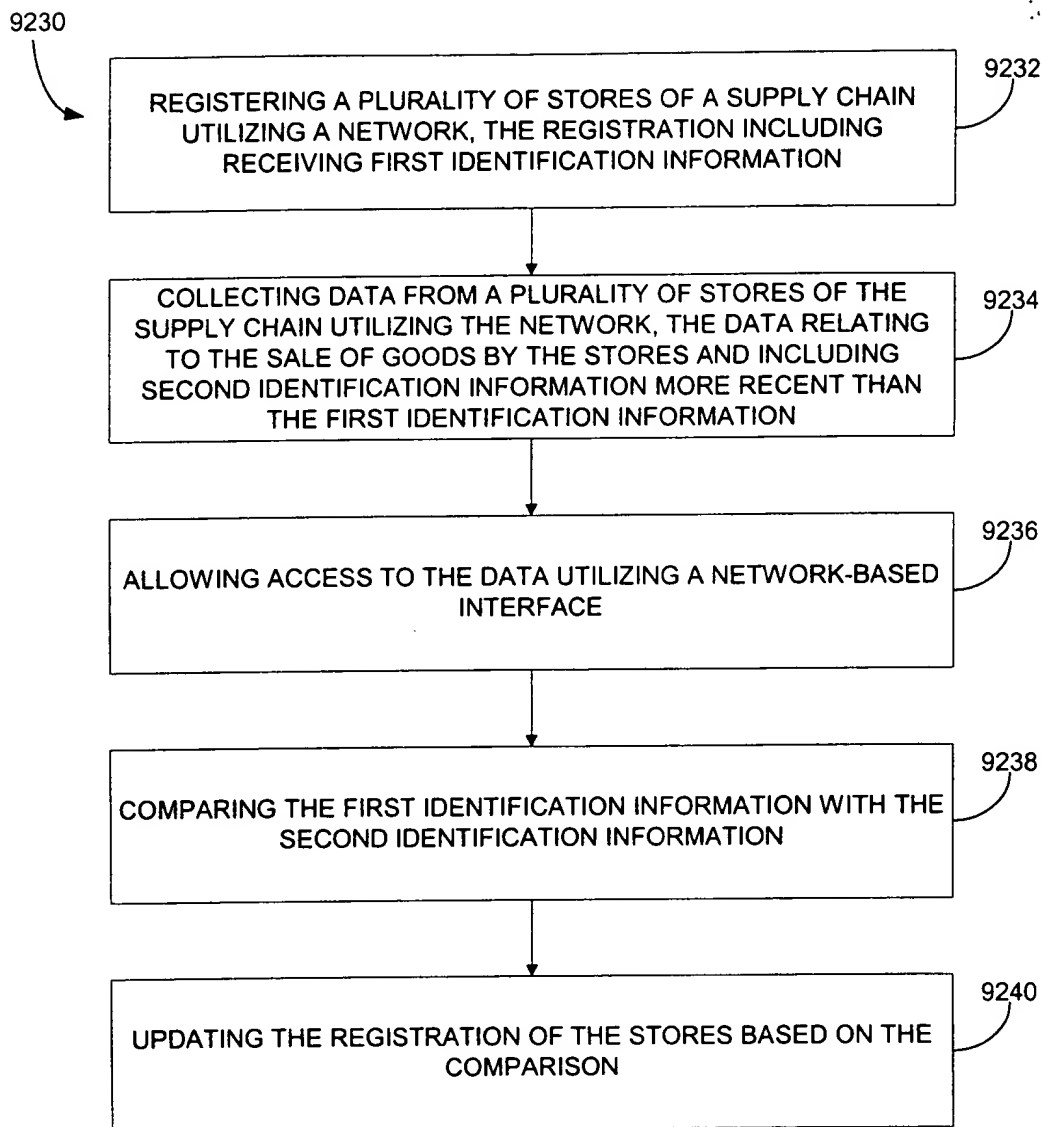 9230
9232
REGISTERING A PLURALITY OF STORES OF A SUPPLY CHAIN
UTILIZING A NETWORK, THE REGISTRATION INCLUDING
RECEIVING FIRST IDENTIFICATION INFORMATION
9234
COLLECTING DATA FROM A PLURALITY OF STORES OF THE
SUPPLY CHAIN UTILIZING THE NETWORK, THE DATA RELATING
TO THE SALE OF GOODS BY THE STORES AND INCLUDING
SECOND IDENTIFICATION INFORMATION MORE RECENT THAN
THE FIRST IDENTIFICATION INFORMATION
9236
ALLOWING ACCESS TO THE DATA UTILIZING A NETWORK-BASED
INTERFACE
9238
COMPARING THE FIRST IDENTIFICATION INFORMATION WITH THE
SECOND IDENTIFICATION INFORMATION
9240
UPDATING THE REGISTRATION OF THE STORES BASED ON THE
COMPARISON